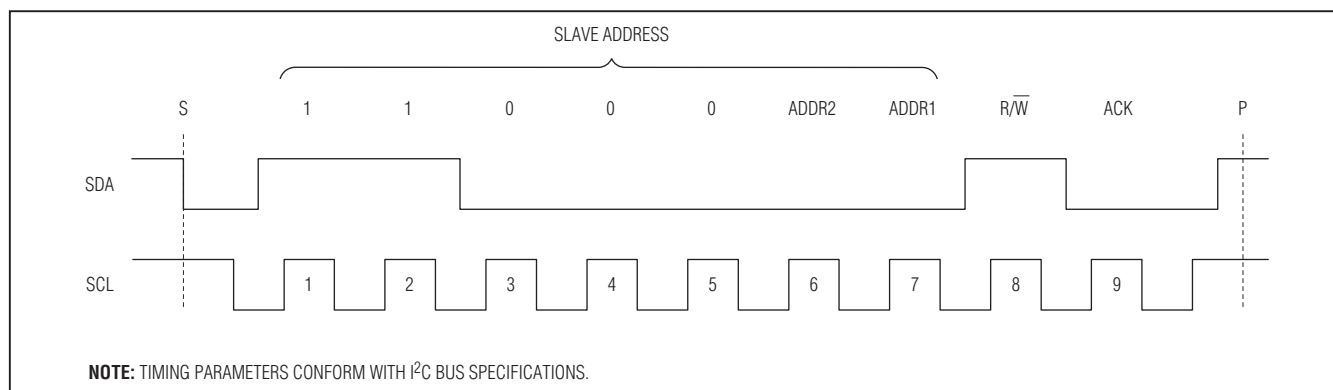 SLAVE ADDRESS
S 1 1 0 0 0 ADDR2 ADDR1 R/W̅ ACK P
SDA
SCL 1 2 3 4 5 6 7 8 9
NOTE: TIMING PARAMETERS CONFORM WITH I²C BUS SPECIFICATIONS.